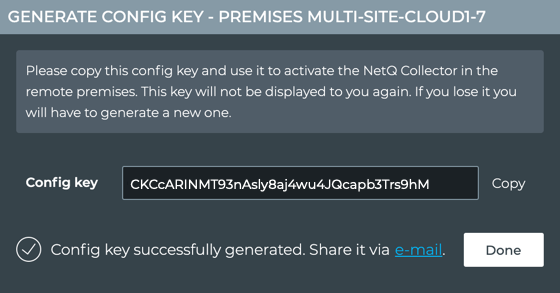 GENERATE CONFIG KEY - PREMISES MULTI-SITE-CLOUD1-7
Please copy this config key and use it to activate the NetQ Collector in the
remote premises. This key will not be displayed to you again. If you lose it you
will have to generate a new one.
Config key CKCcARINMT93nAsly8aj4wu4JQcapb3Trs9hM Copy
Config key successfully generated. Share it via e-mail. Done